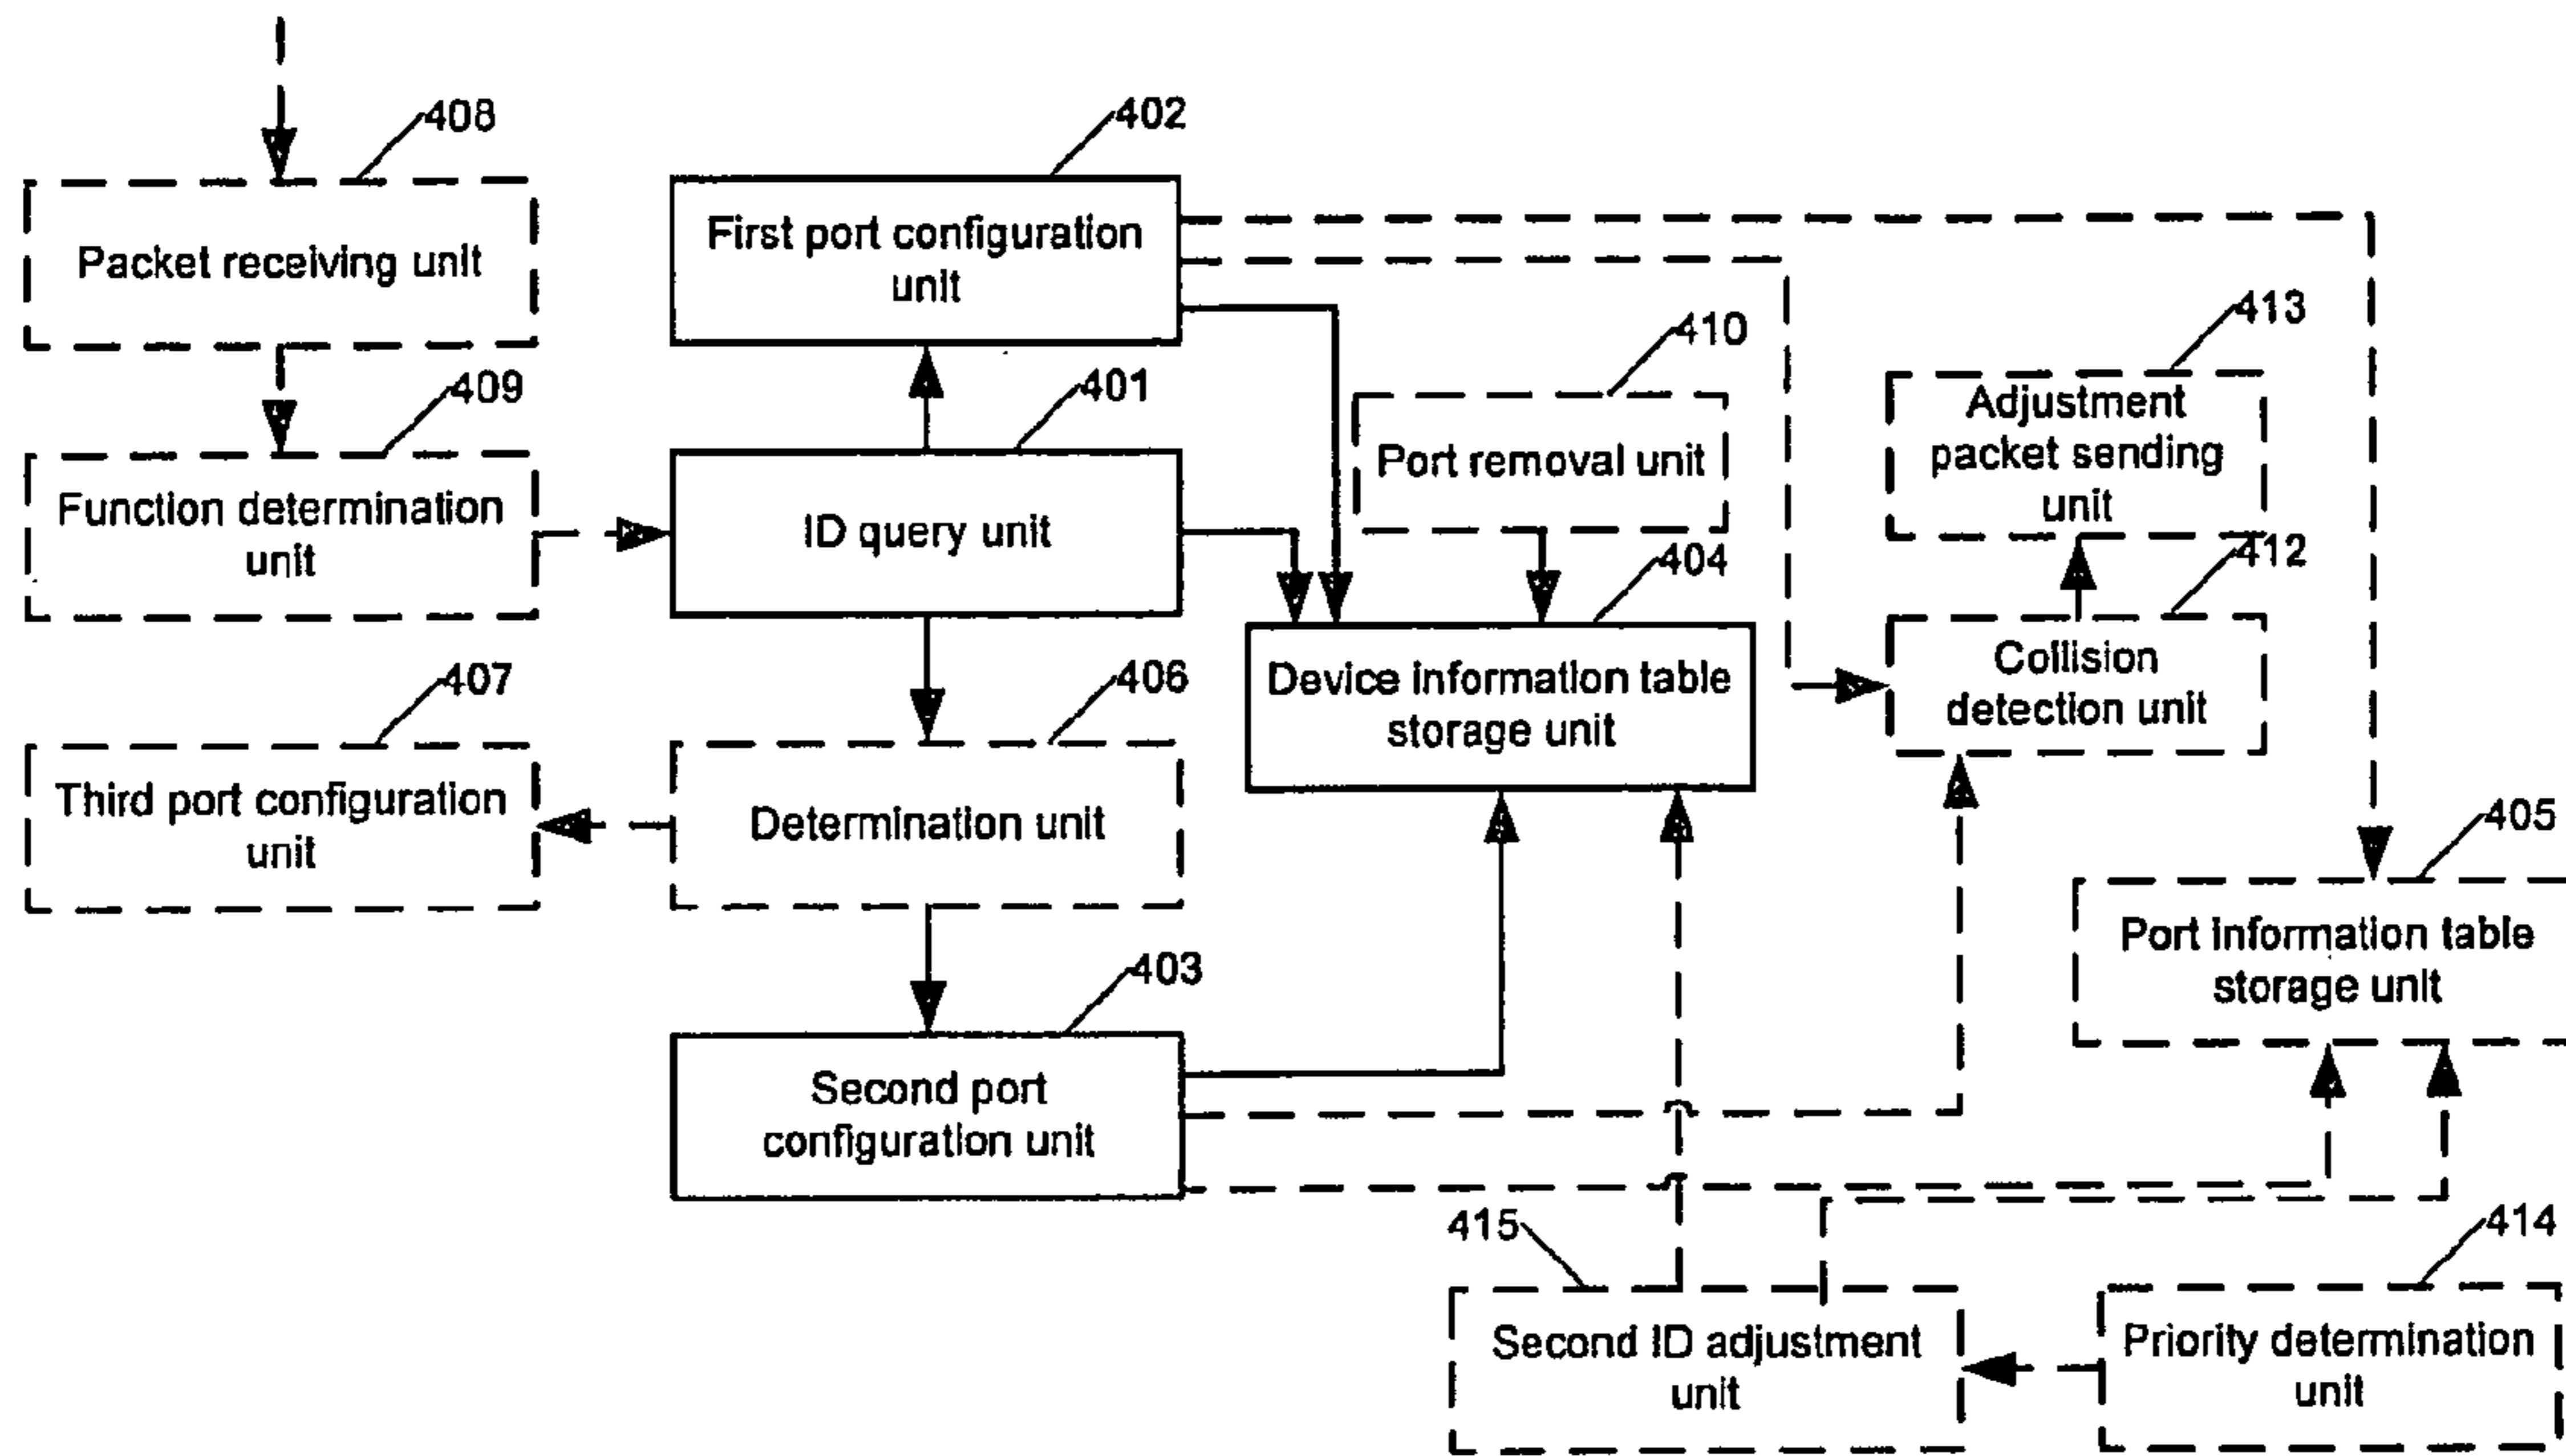 408
Packet receiving unit
409
Function determination
unit
407
Third port configuration
unit
402
First port configuration
unit
401
ID query unit
406
Determination unit
403
Second port
configuration unit
410
Port removal unit
404
Device information table
storage unit
413
Adjustment
packet sending
unit
412
Collision
detection unit
405
Port information table
storage unit
415
Second ID adjustment
unit
414
Priority determination
unit